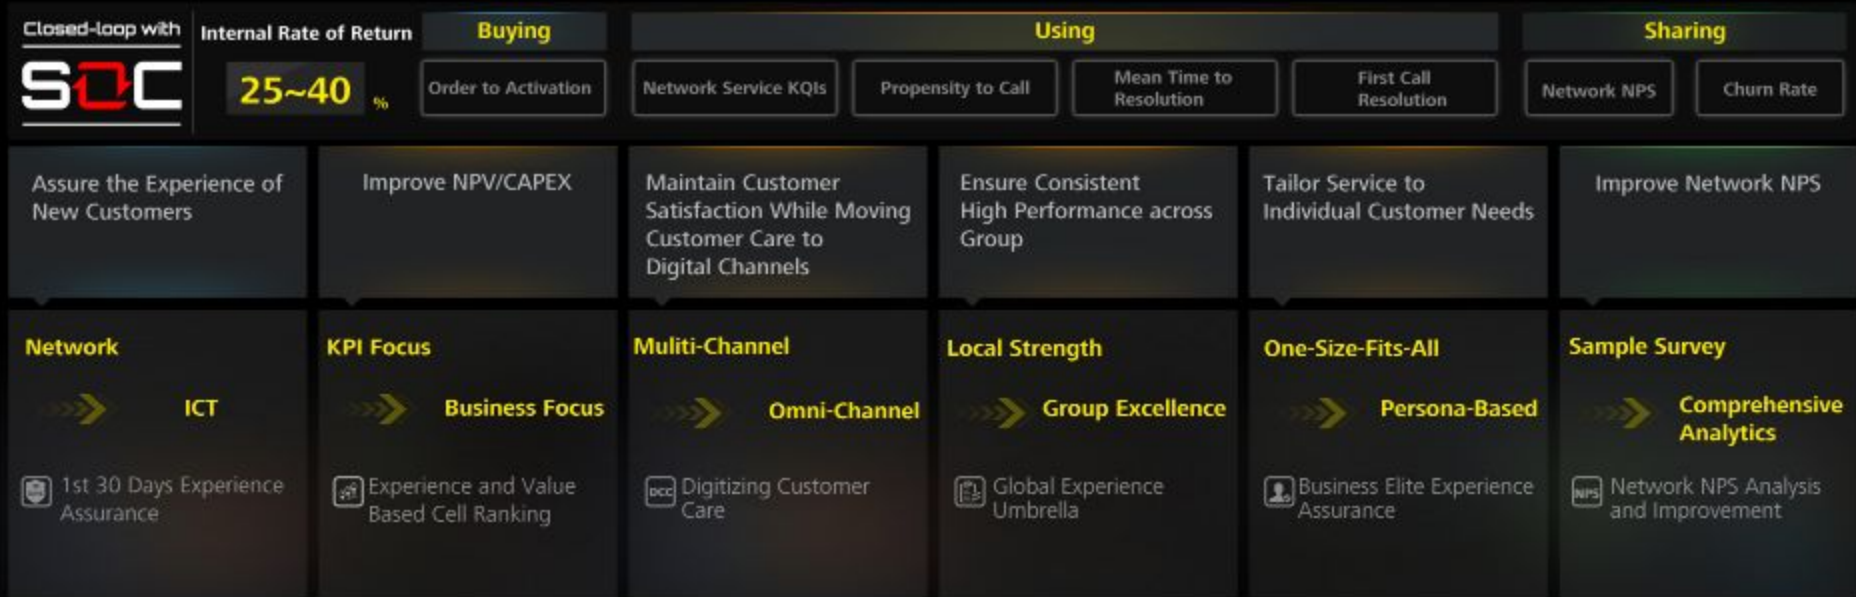 Closed-loop with
SOC
Internal Rate of Return
25~40 %
Buying
Order to Activation
Using
Network Service KQIs
Propensity to Call
Mean Time to
Resolution
First Call
Resolution
Sharing
Network NPS
Churn Rate
Assure the Experience of
New Customers
Improve NPV/CAPEX
Maintain Customer
Satisfaction While Moving
Customer Care to
Digital Channels
Ensure Consistent
High Performance across
Group
Tailor Service to
Individual Customer Needs
Improve Network NPS
Network
ICT
1st 30 Days Experience
Assurance
KPI Focus
Business Focus
Experience and Value
Based Cell Ranking
Muliti-Channel
Omni-Channel
DCC
Digitizing Customer
Care
Local Strength
Group Excellence
Global Experience
Umbrella
One-Size-Fits-All
Persona-Based
Business Elite Experience
Assurance
Sample Survey
Comprehensive
Analytics
NPS
Network NPS Analysis
and Improvement